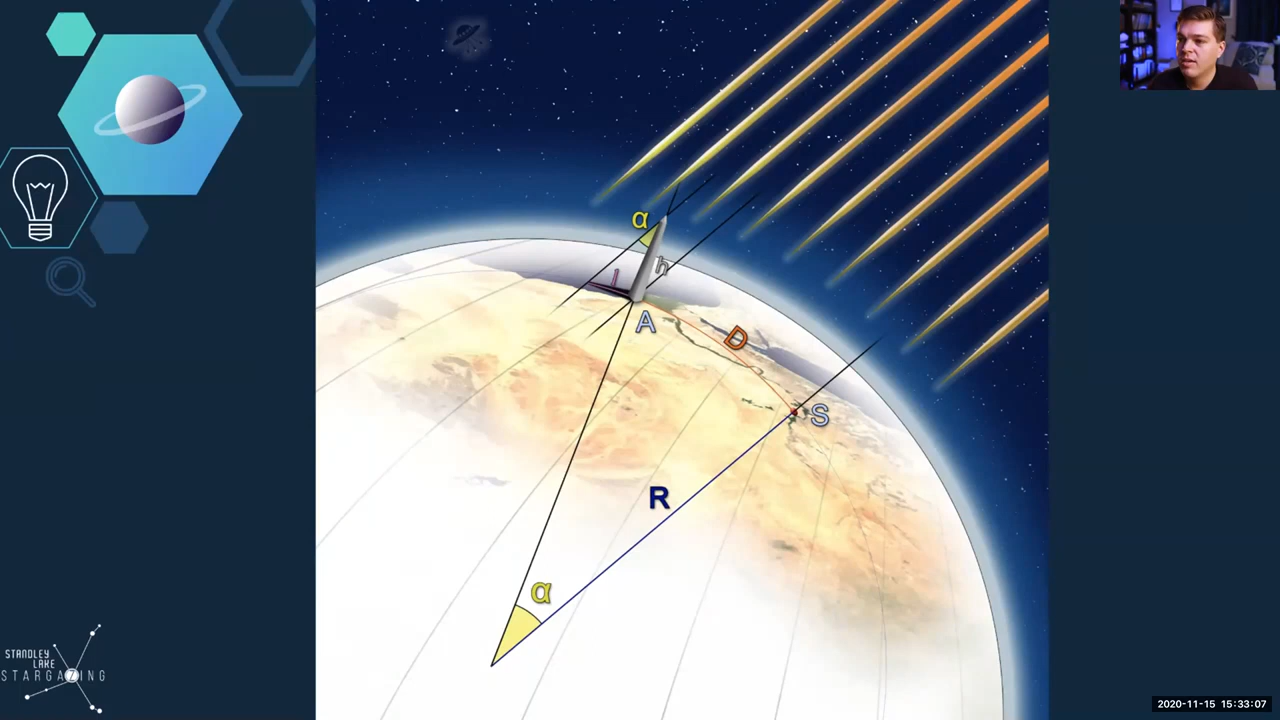 α
h
l
A
D
S
R
α
STANDLEY
LAKE
STARGAZING
2020-11-15 15:33:07